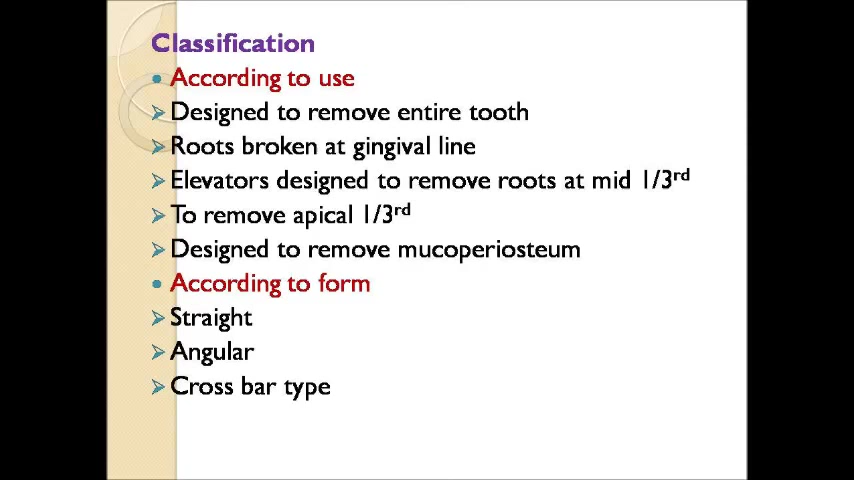 Classification
According to use
Designed to remove entire tooth
Roots broken at gingival line
Elevators designed to remove roots at mid 1/3rd
To remove apical 1/3rd
Designed to remove mucoperiosteum
According to form
Straight
Angular
Cross bar type